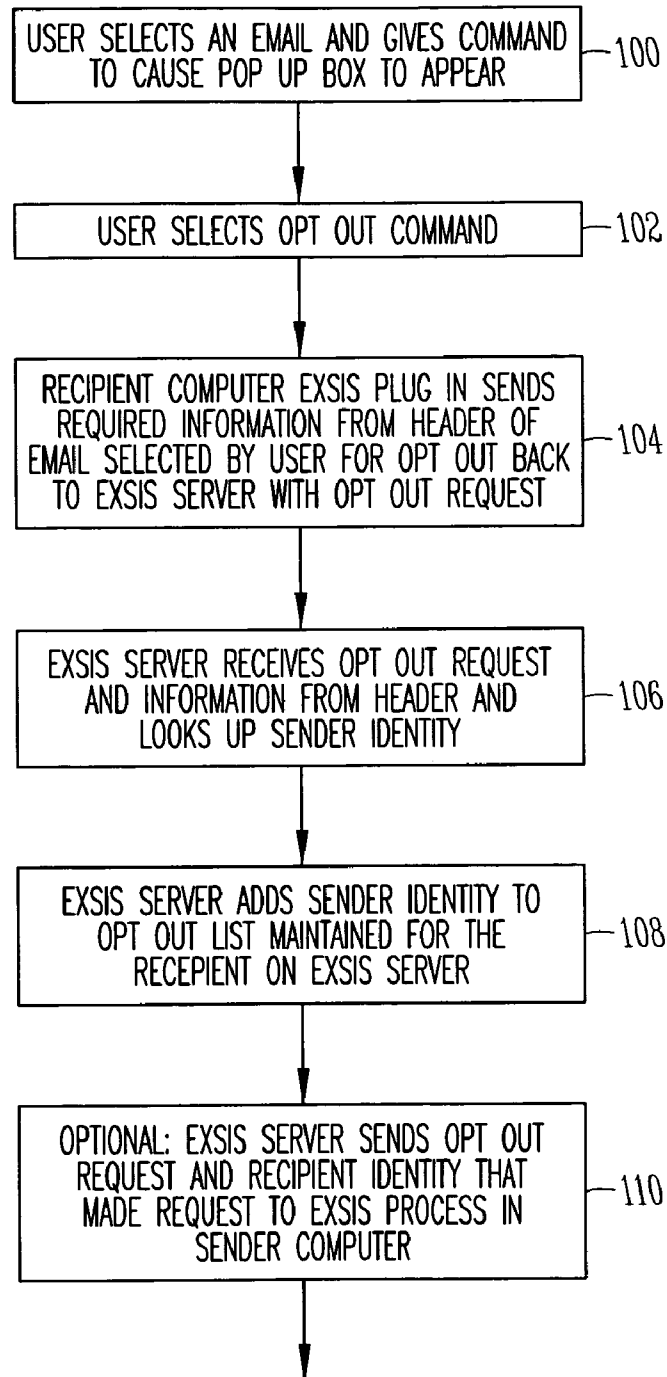 USER SELECTS AN EMAIL AND GIVES COMMAND
TO CAUSE POP UP BOX TO APPEAR
100
USER SELECTS OPT OUT COMMAND
102
RECIPIENT COMPUTER EXSIS PLUG IN SENDS
REQUIRED INFORMATION FROM HEADER OF
EMAIL SELECTED BY USER FOR OPT OUT BACK
TO EXSIS SERVER WITH OPT OUT REQUEST
104
EXSIS SERVER RECEIVES OPT OUT REQUEST
AND INFORMATION FROM HEADER AND
LOOKS UP SENDER IDENTITY
106
EXSIS SERVER ADDS SENDER IDENTITY TO
OPT OUT LIST MAINTAINED FOR THE
RECEPIENT ON EXSIS SERVER
108
OPTIONAL: EXSIS SERVER SENDS OPT OUT
REQUEST AND RECIPIENT IDENTITY THAT
MADE REQUEST TO EXSIS PROCESS IN
SENDER COMPUTER
110